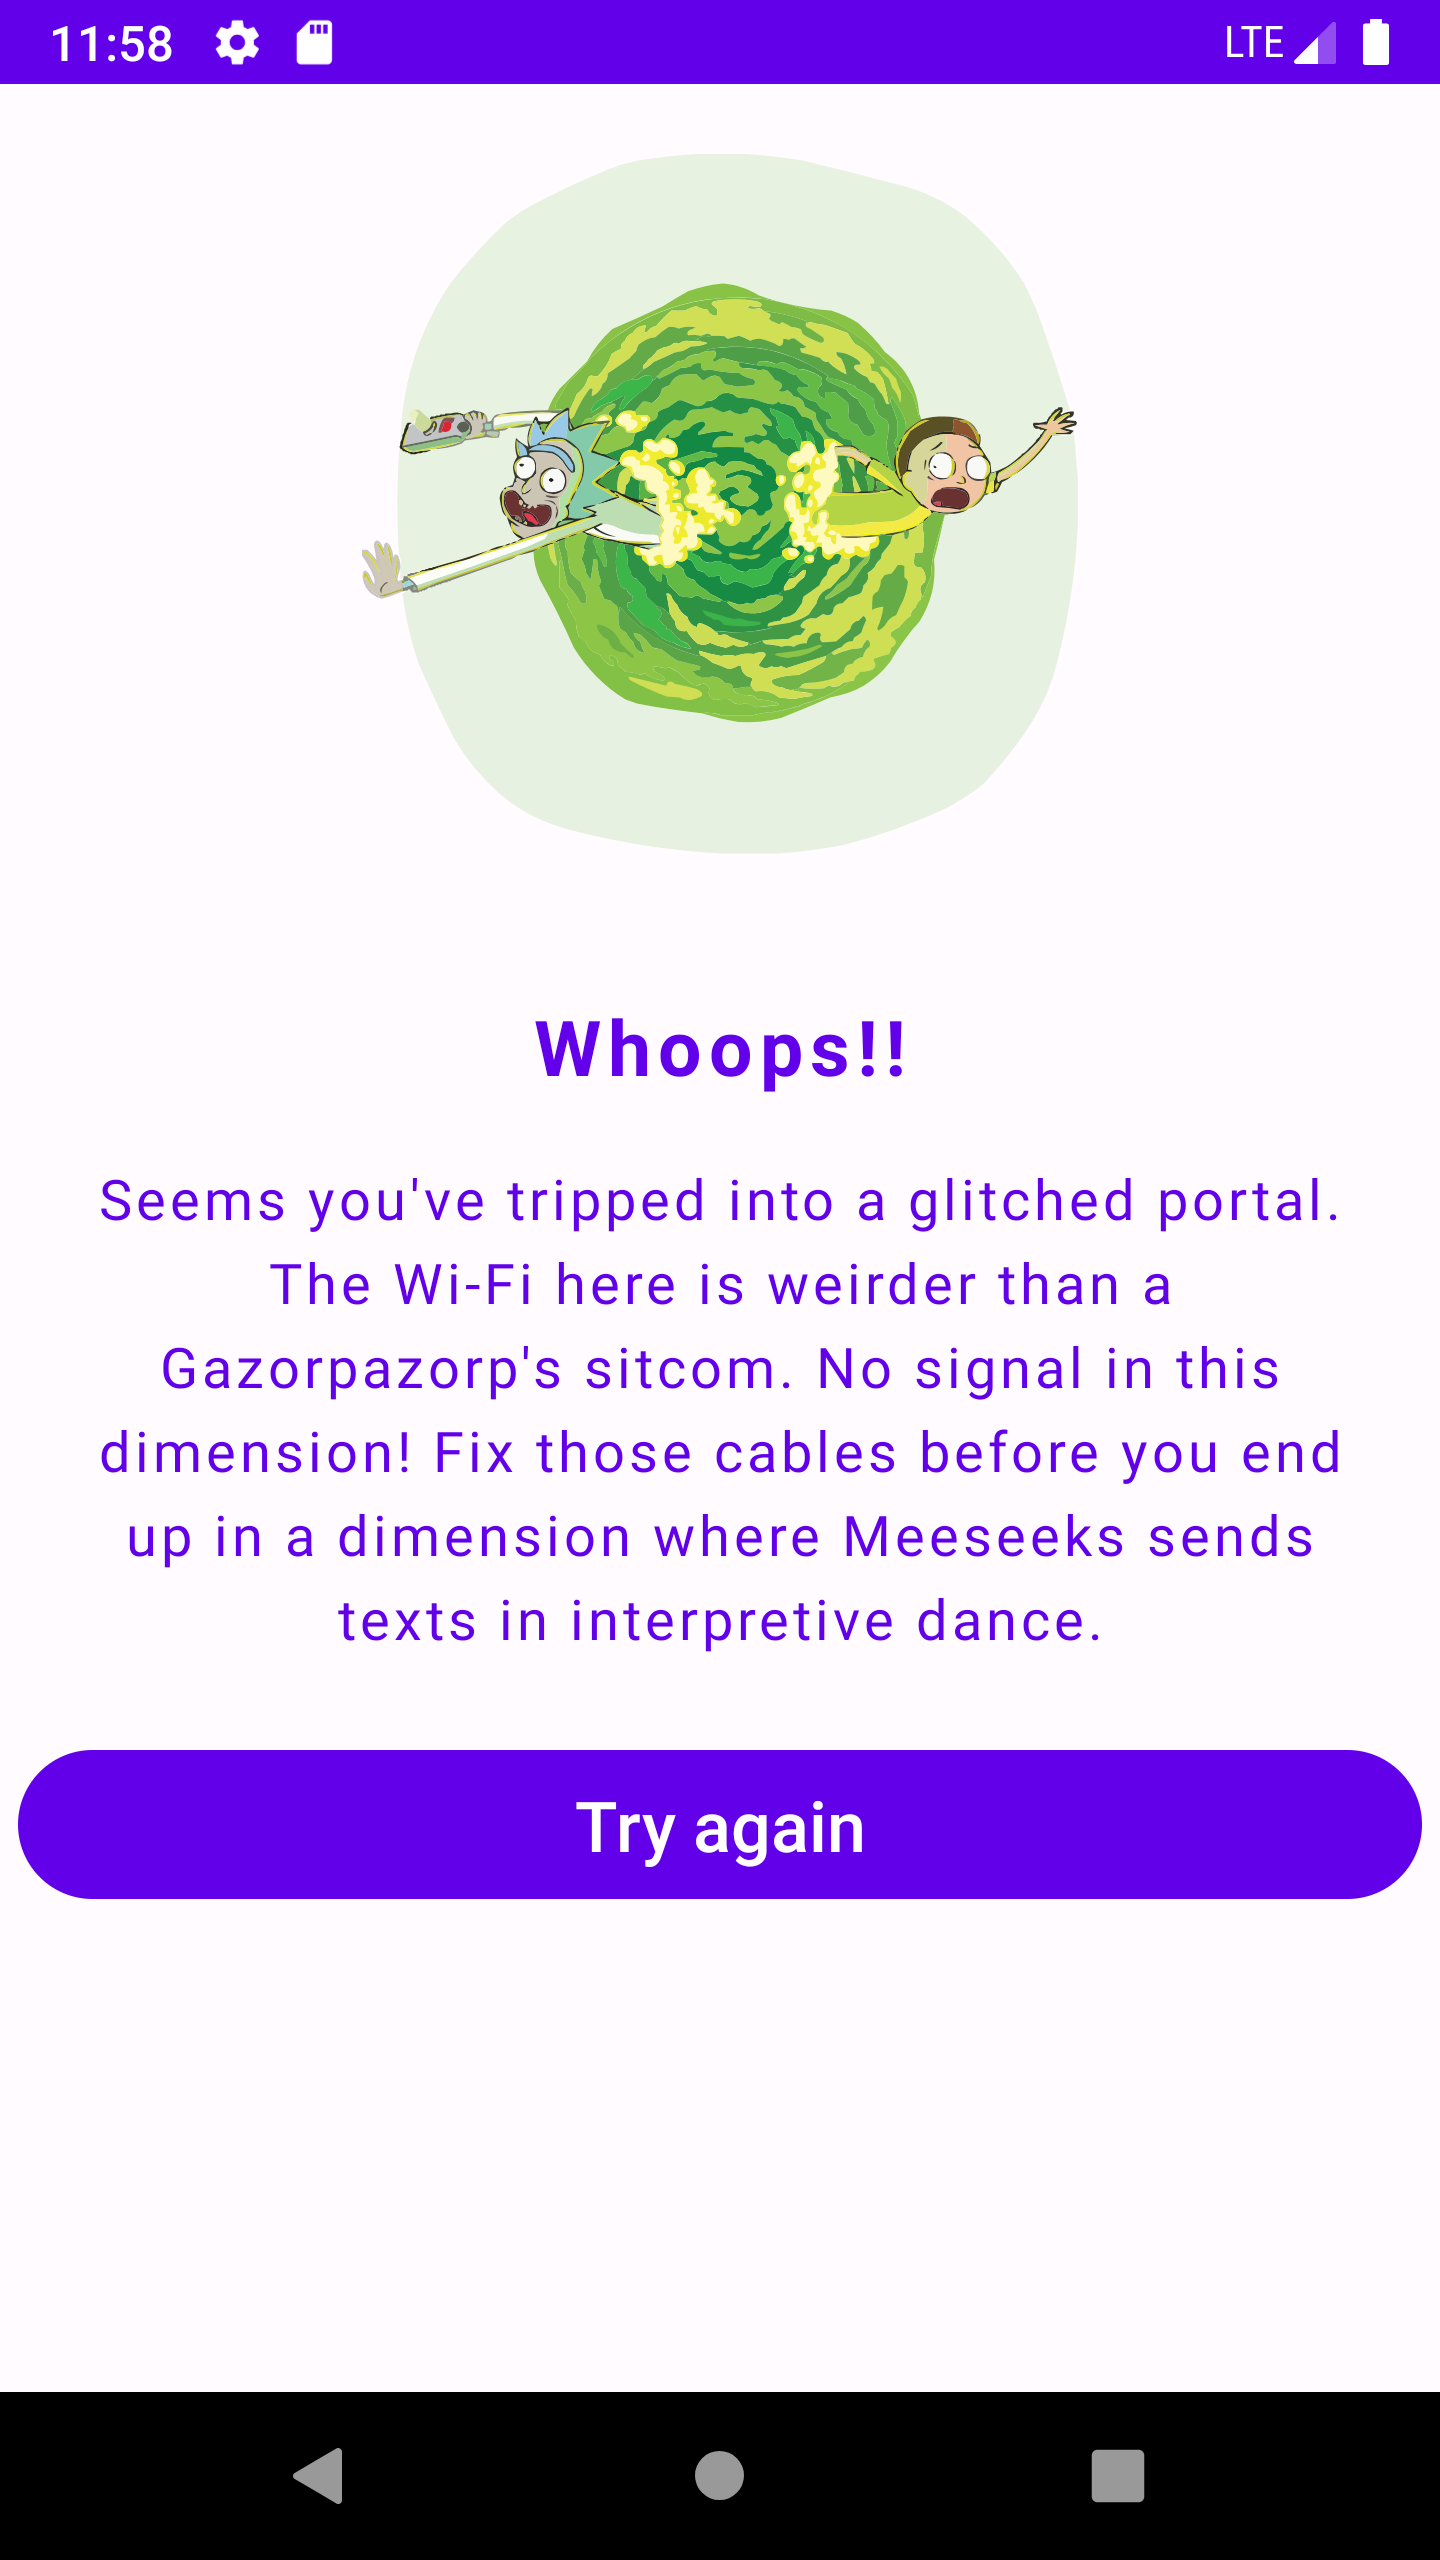 11:58
LTE
Whoops!!
Seems you've tripped into a glitched portal.
The Wi-Fi here is weirder than a
Gazorpazorp's sitcom. No signal in this
dimension! Fix those cables before you end
up in a dimension where Meeseeks sends
texts in interpretive dance.
Try again